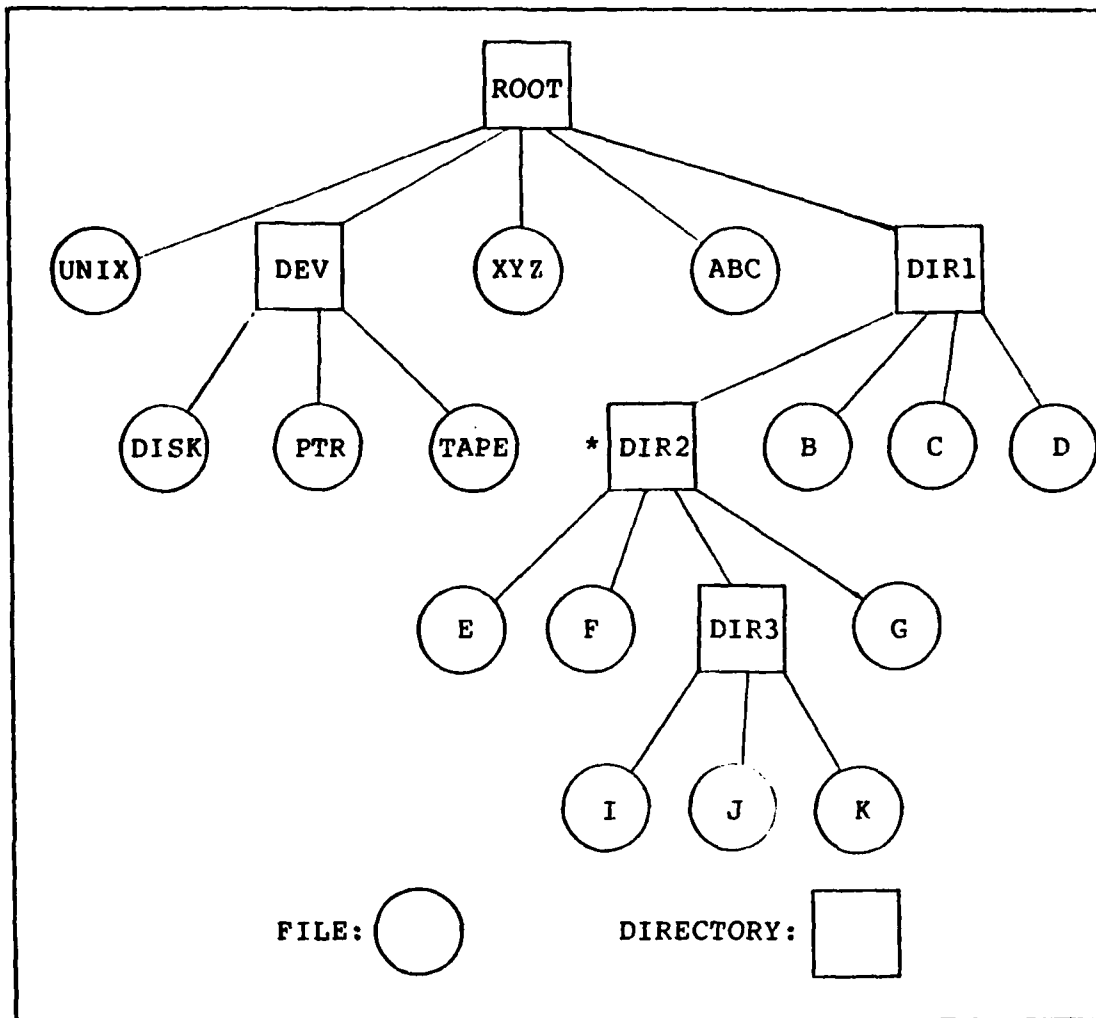 ROOT
UNIX DEV XYZ ABC DIR1
DISK PTR TAPE * DIR2 B C D
E F DIR3 G
I J K
FILE: DIRECTORY: